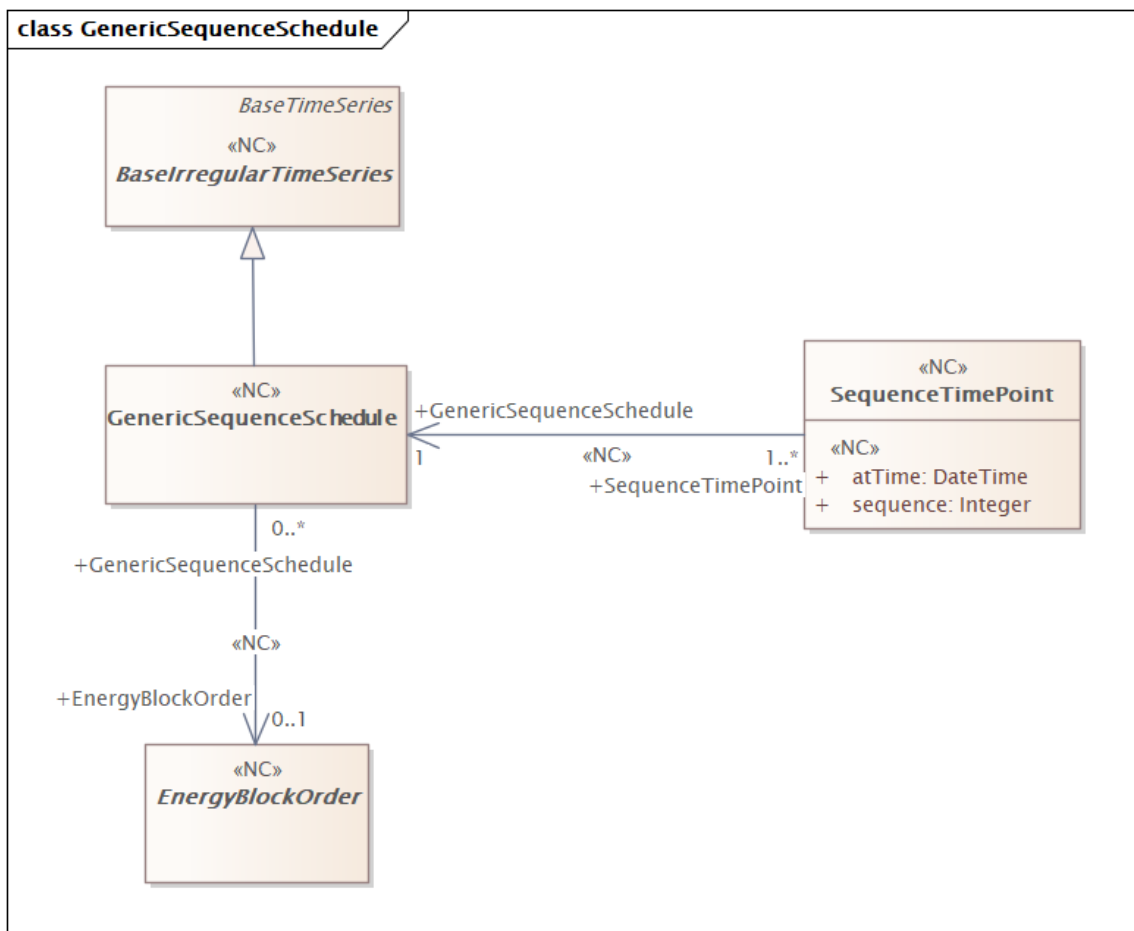 class GenericSequenceSchedule
BaseTimeSeries
«NC»
BaseIrregularTimeSeries
«NC»
GenericSequenceSchedule
+GenericSequenceSchedule
1
«NC»
1..*
+SequenceTimePoint
«NC»
SequenceTimePoint
«NC»
+ atTime: DateTime
+ sequence: Integer
0..*
+GenericSequenceSchedule
«NC»
+EnergyBlockOrder
0..1
«NC»
EnergyBlockOrder